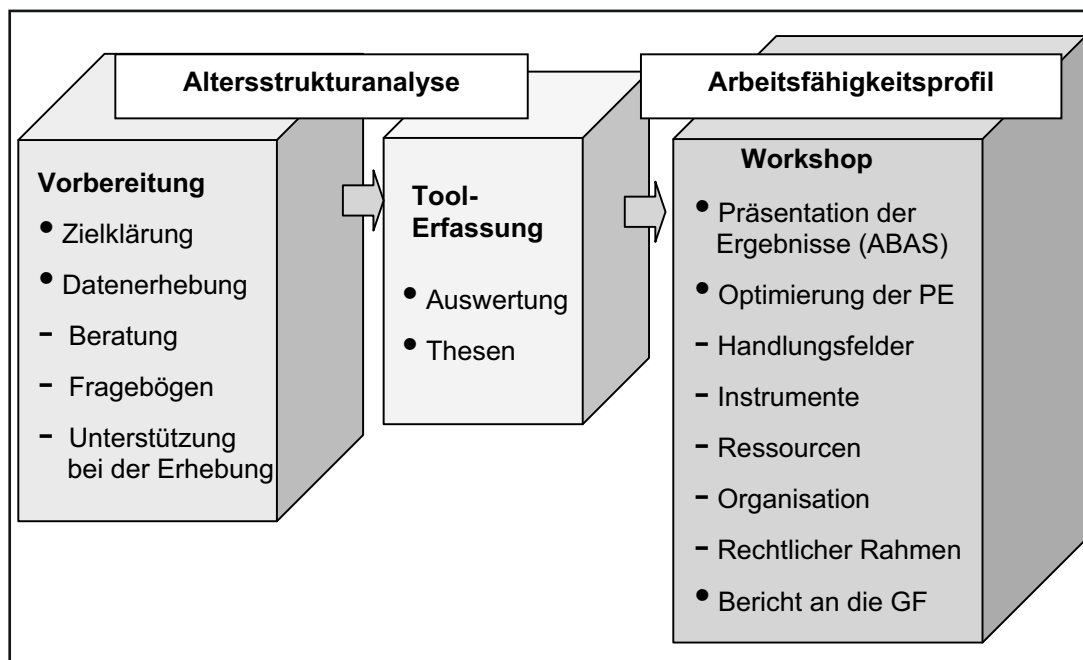 Altersstrukturanalyse
Arbeitsfähigkeitsprofil
Vorbereitung
• Zielklärung
• Datenerhebung
- Beratung
- Fragebögen
- Unterstützung
bei der Erhebung
Tool-
Erfassung
• Auswertung
• Thesen
Workshop
• Präsentation der
Ergebnisse (ABAS)
• Optimierung der PE
- Handlungsfelder
- Instrumente
- Ressourcen
- Organisation
- Rechtlicher Rahmen
• Bericht an die GF